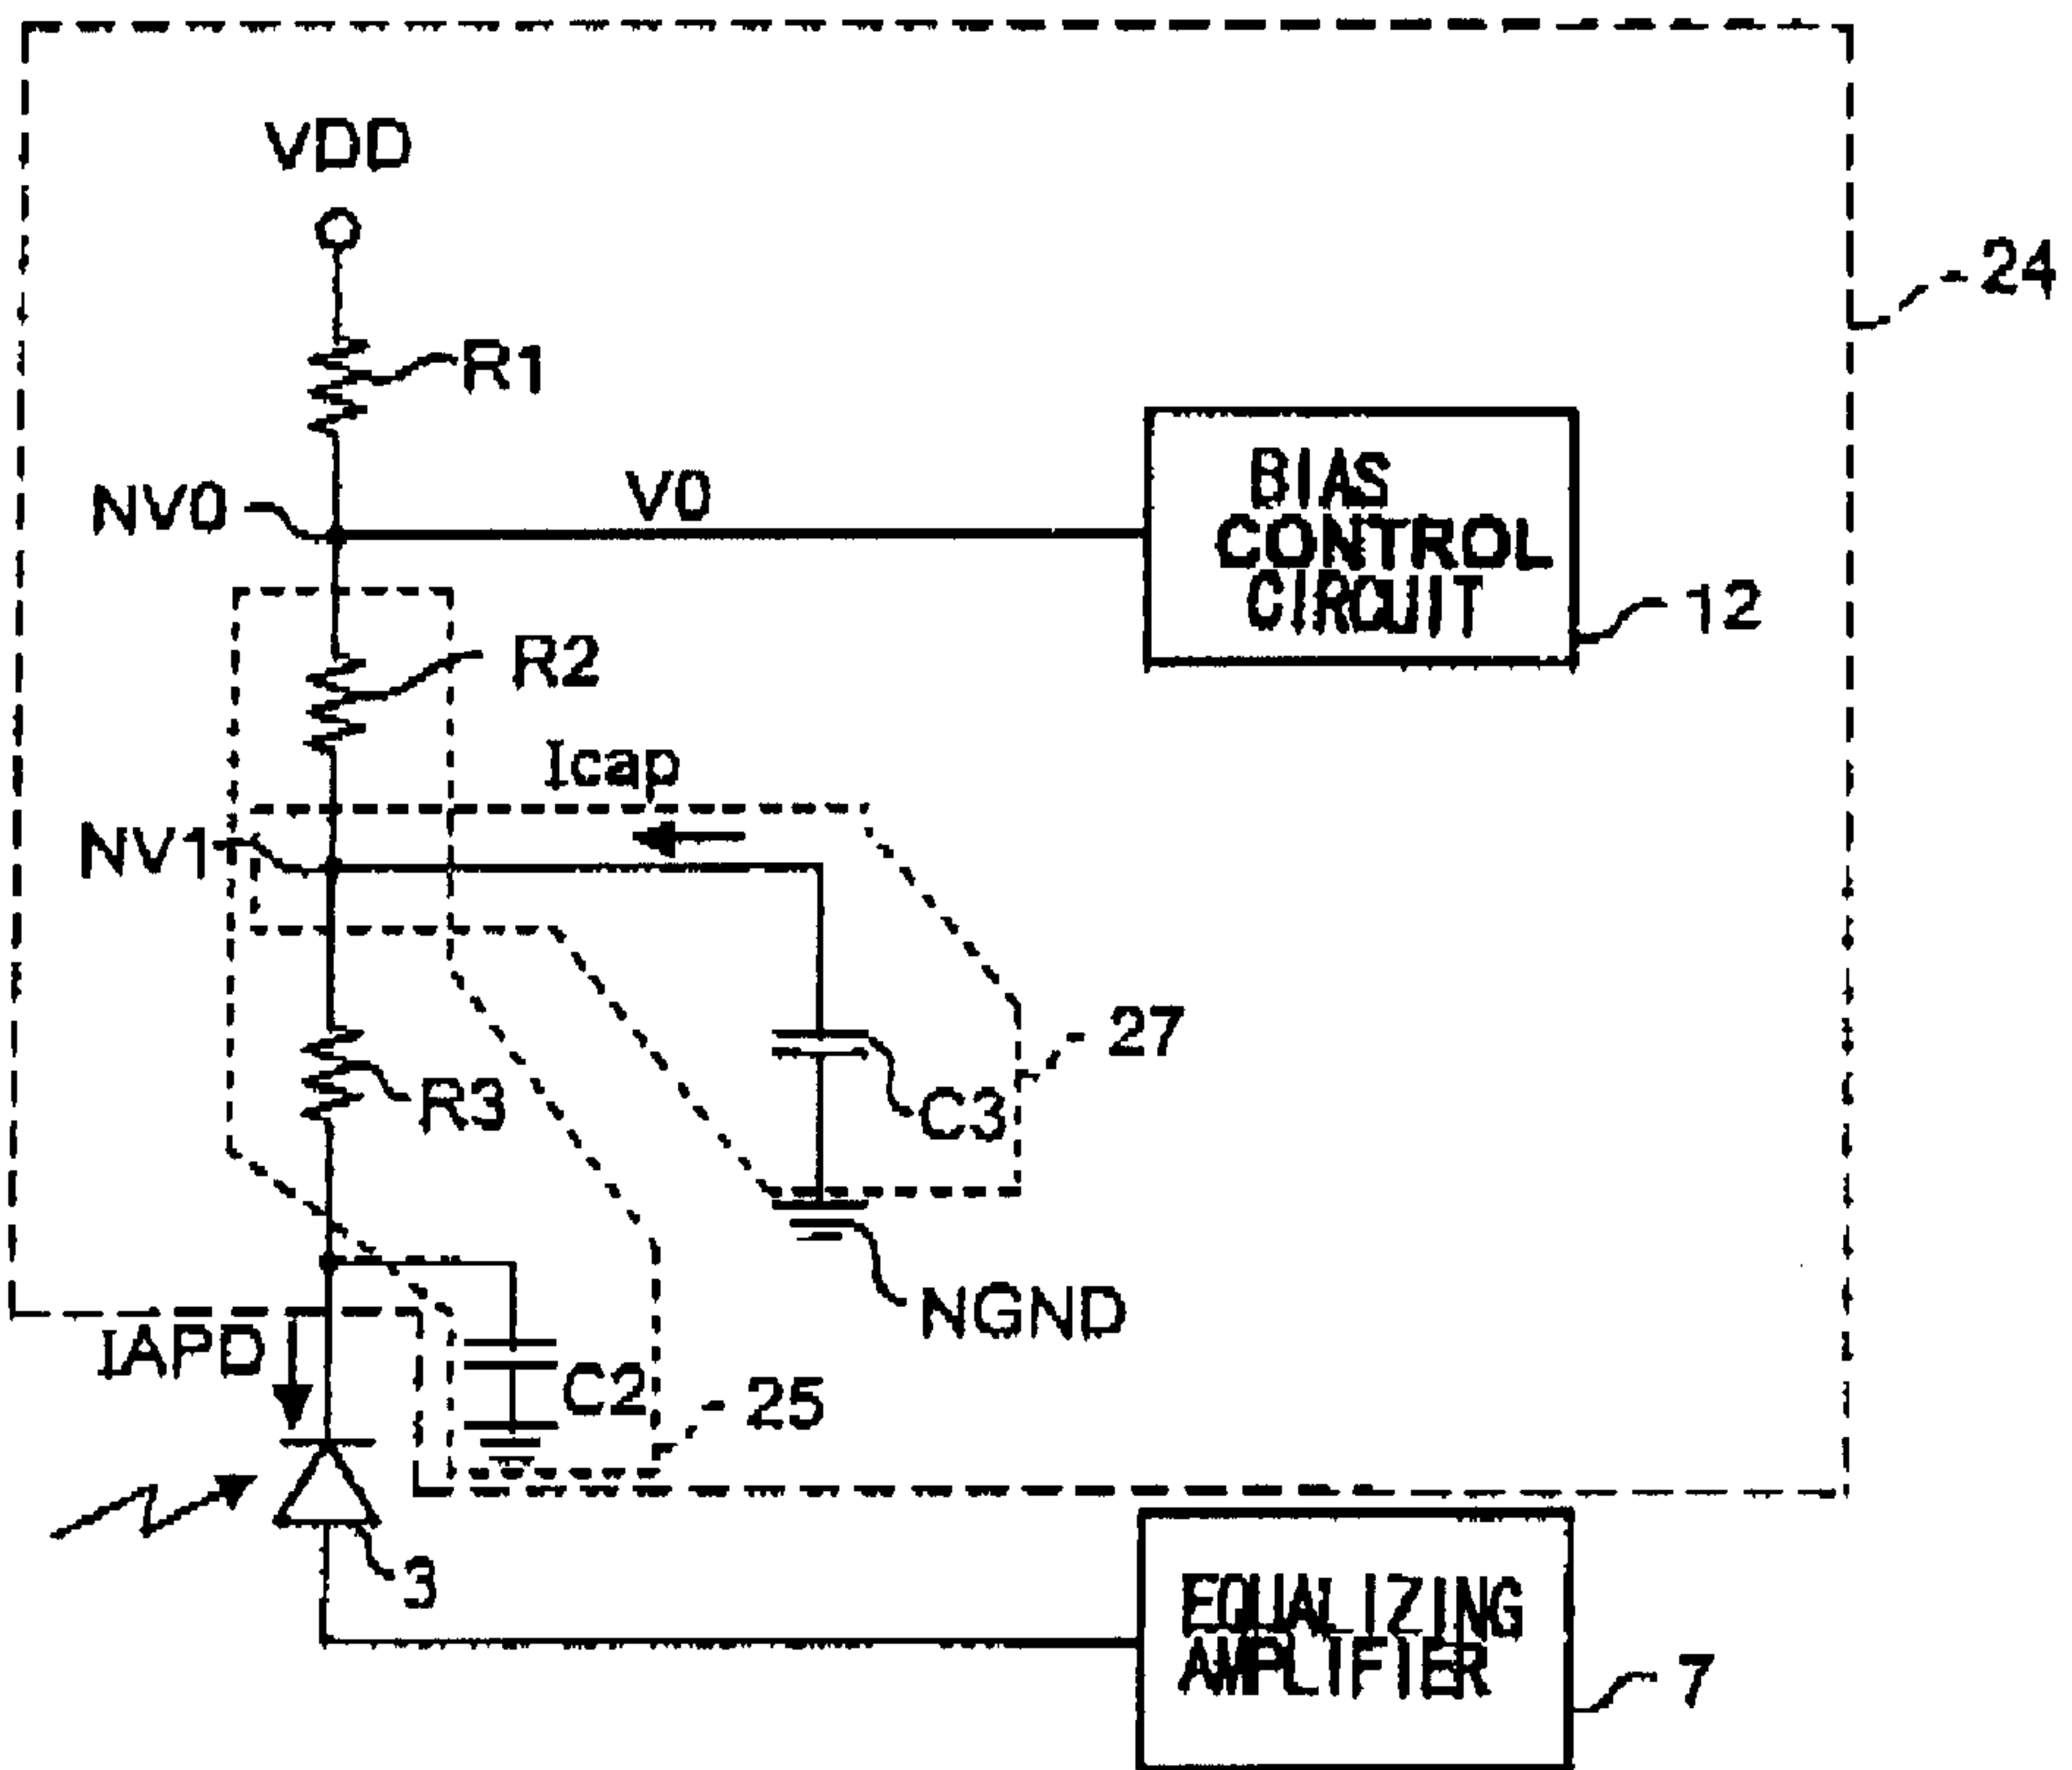 VDD
24
R1
NV0
V0
BIAS
CONTROL
CIRCUIT
12
R2
Icap
NV1
27
R3
C3
NGND
IAPD
C2
25
3
EQUALIZING
AMPLIFIER
7